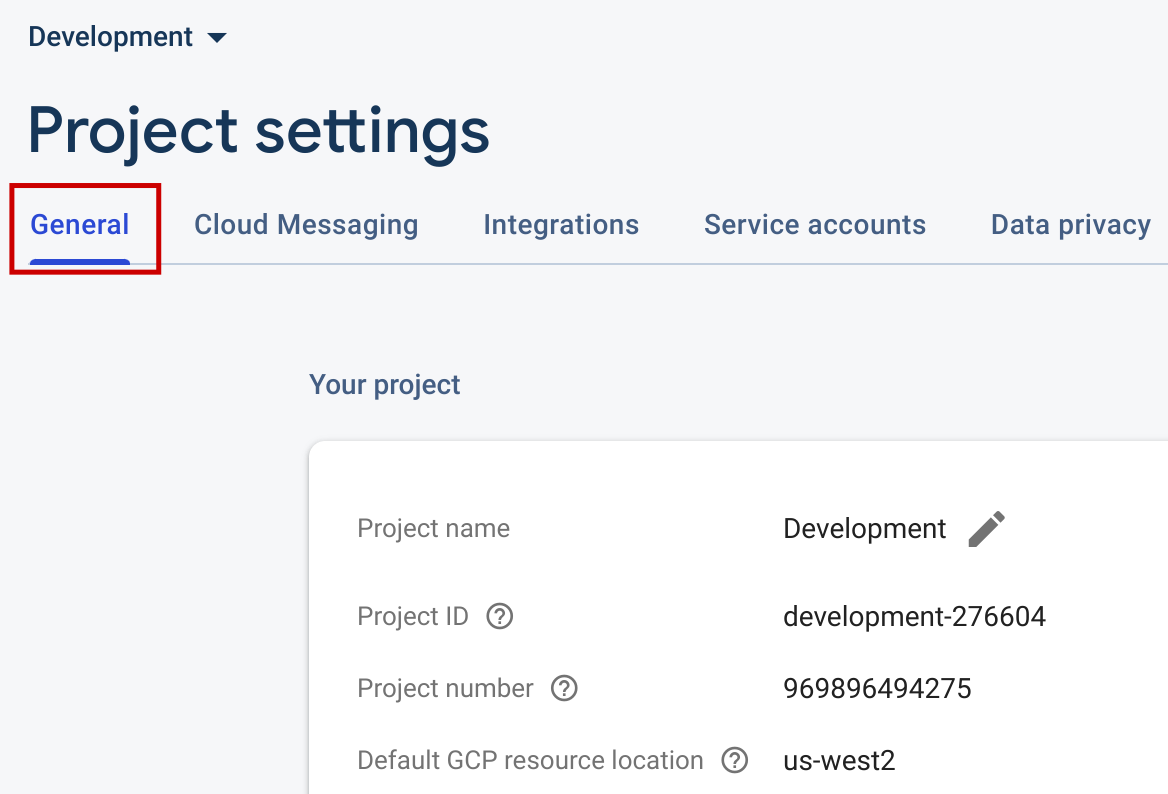 Development
Project settings
General Cloud Messaging Integrations Service accounts Data privacy
Your project
Project name Development
Project ID development-276604
Project number 969896494275
Default GCP resource location us-west2